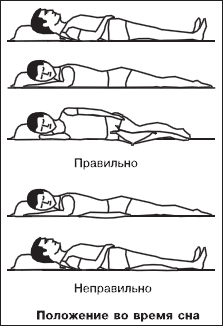 Правильно
Неправильно
Положение во время сна